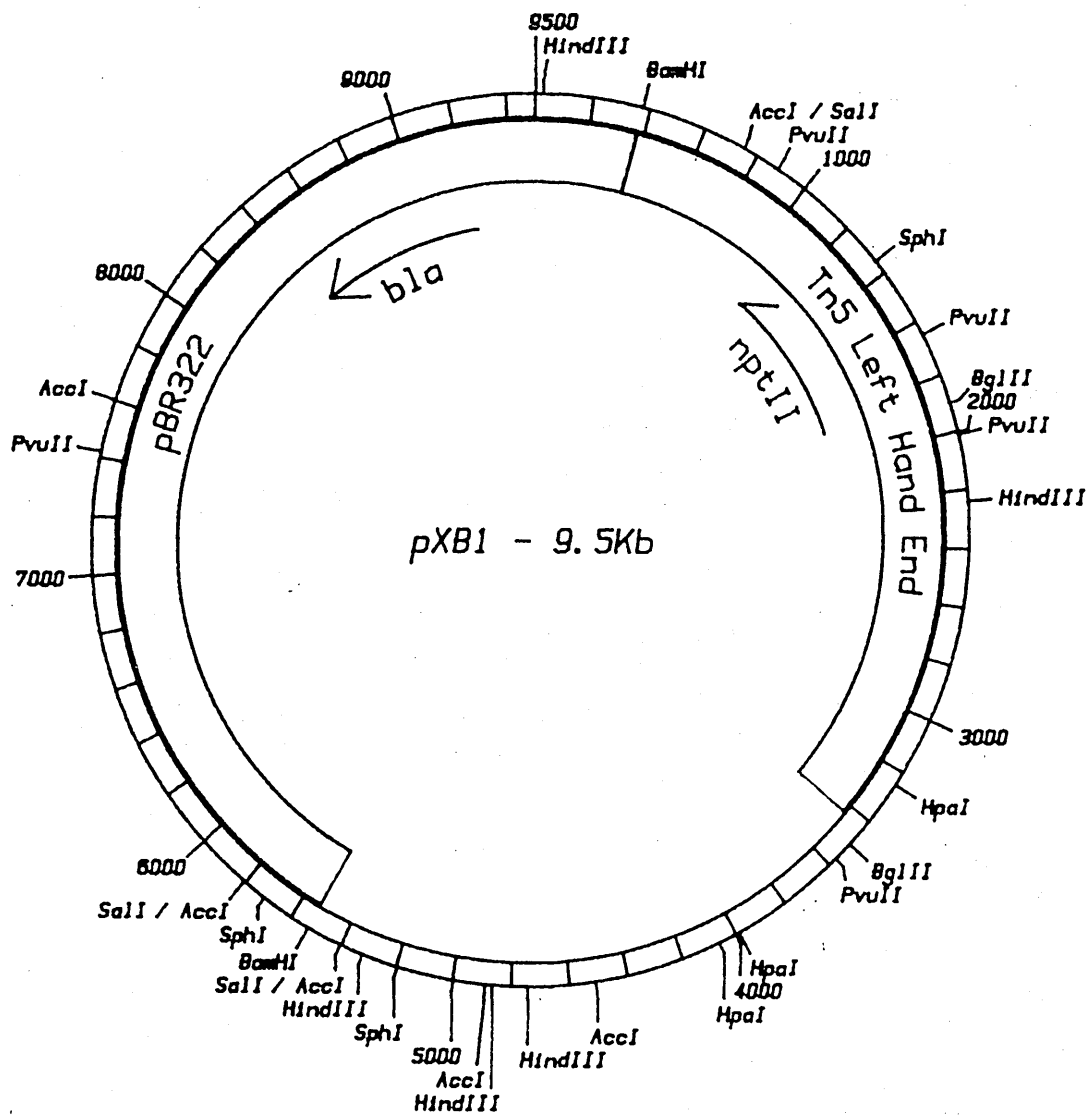 9500
HindIII
BamHI
9000
AccI / SalI
PvuII
1000
SphI
8000
bla
Tn5 Left Hand End
PvuII
nptII
pBR322
AccI
BglII
2000
PvuII
PvuII
HindIII
pXB1 - 9.5Kb
7000
3000
HpaI
6000
BglII
PvuII
SalI / AccI
SphI
BamHI
SalI / AccI
HindIII
SphI
HpaI
4000
HpaI
5000
AccI
HindIII
HindIII
AccI